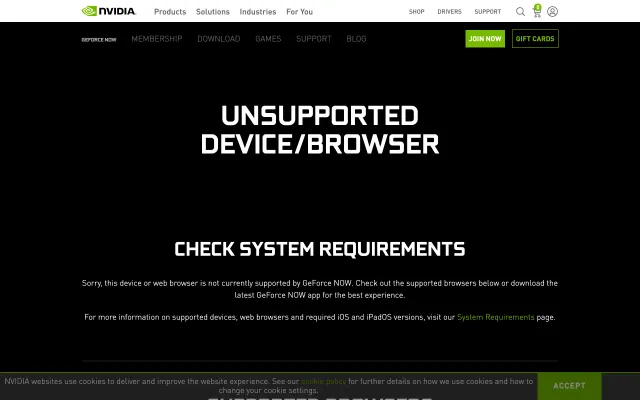 NVIDIA. Products Solutions Industries For You SHOP DRIVERS SUPPORT
GEFORCE NOW MEMBERSHIP DOWNLOAD GAMES SUPPORT BLOG JOIN NOW GIFT CARDS
UNSUPPORTED
DEVICE/BROWSER
CHECK SYSTEM REQUIREMENTS
Sorry, this device or web browser is not currently supported by GeForce NOW. Check out the supported browsers below or download the
latest GeForce NOW app for the best experience.
For more information on supported devices, web browsers and required iOS and iPadOS versions, visit our System Requirements page.
NVIDIA websites use cookies to deliver and improve the website experience. See our cookie policy for further details on how we use cookies and how to
change your cookie settings.
ACCEPT
SUPPORTED BROWSERS